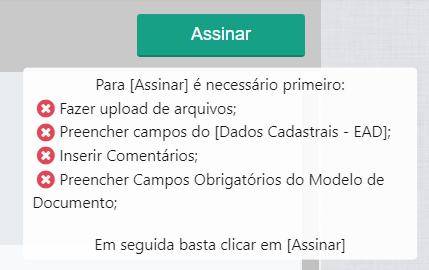 Assinar
Para [Assinar] é necessário primeiro:
Fazer upload de arquivos;
Preencher campos do [Dados Cadastrais - EAD];
Inserir Comentários;
Preencher Campos Obrigatórios do Modelo de
Documento;
Em seguida basta clicar em [Assinar]